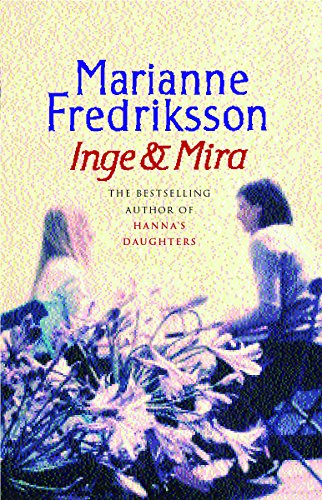 Marianne
Fredriksson
Inge & Mira
THE BESTSELLING
AUTHOR OF
HANNA'S
DAUGHTERS